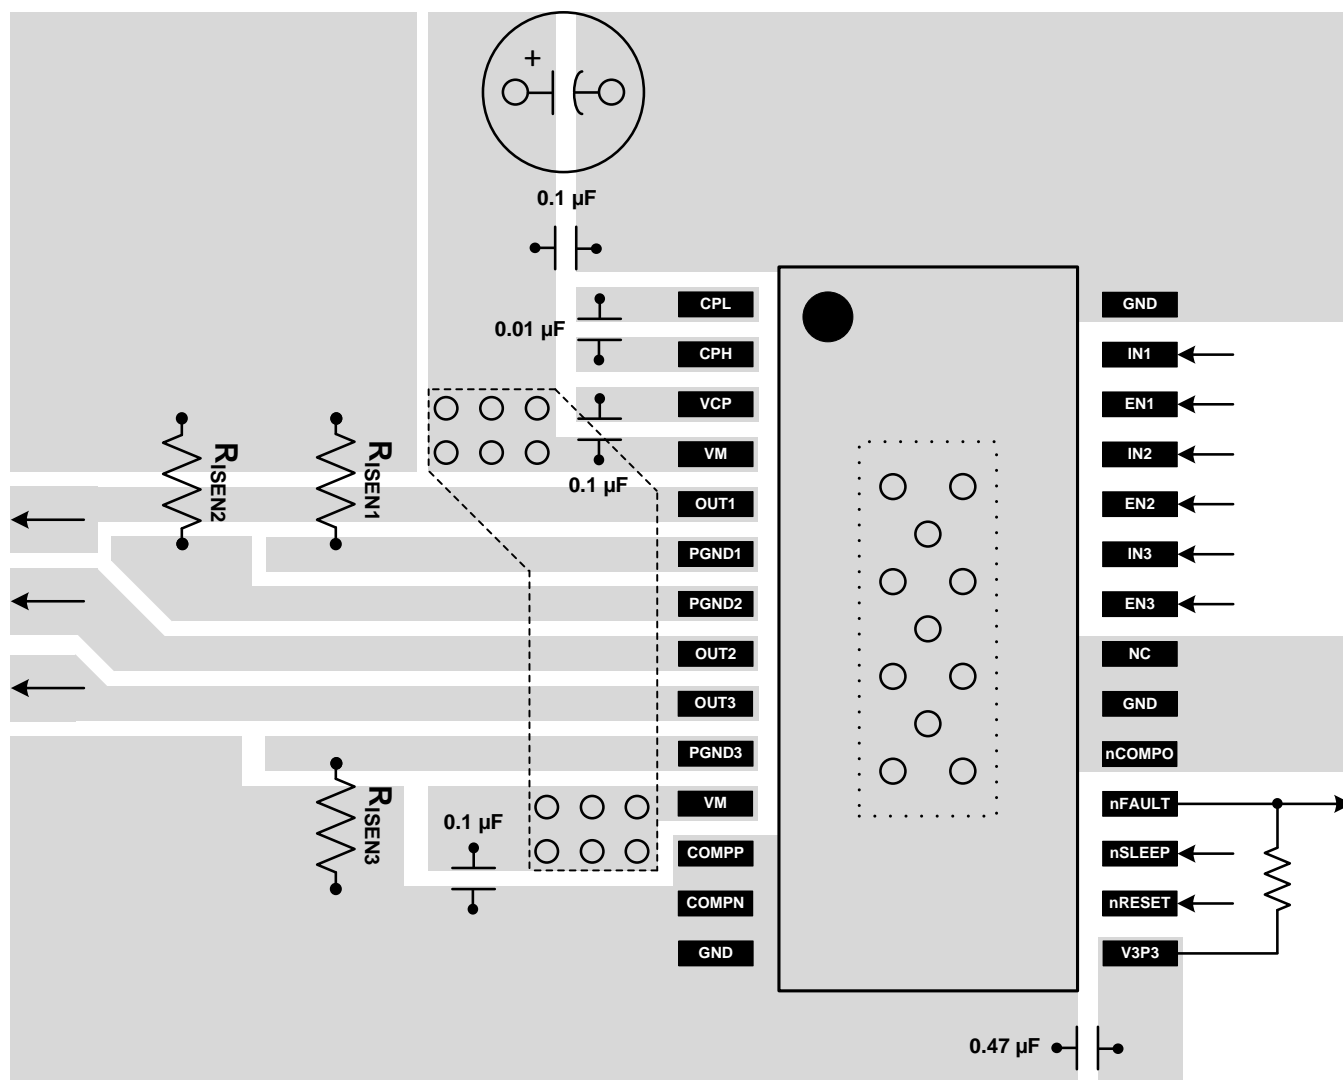 +
0.1 µF
CPL
GND
0.01 µF
CPH
IN1
VCP
EN1
VM
IN2
0.1 µF
RISEN2
RISEN1
OUT1
EN2
PGND1
IN3
PGND2
EN3
OUT2
NC
OUT3
GND
PGND3
nCOMPO
RISEN3
VM
nFAULT
0.1 µF
COMPP
nSLEEP
COMPN
nRESET
GND
V3P3
0.47 µF